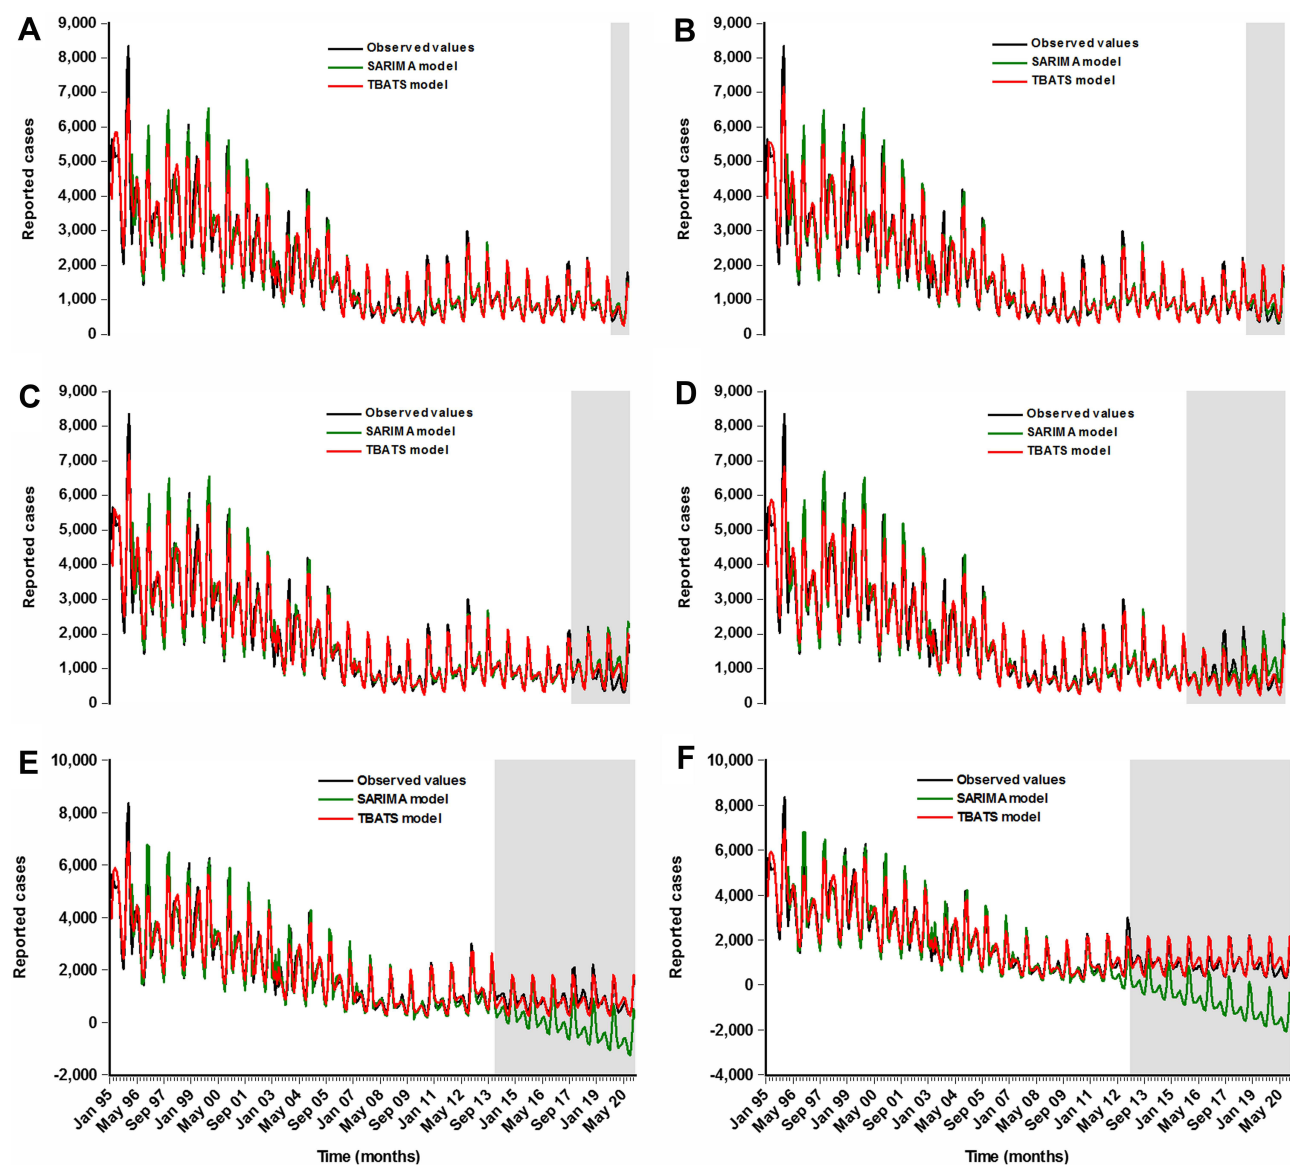 A
9,000
8,000
7,000
6,000
5,000
4,000
3,000
2,000
1,000
0
Reported cases
Observed values
SARIMA model
TBATS model
B
9,000
8,000
7,000
6,000
5,000
4,000
3,000
2,000
1,000
0
Reported cases
Observed values
SARIMA model
TBATS model
C
9,000
8,000
7,000
6,000
5,000
4,000
3,000
2,000
1,000
0
Reported cases
Observed values
SARIMA model
TBATS model
D
9,000
8,000
7,000
6,000
5,000
4,000
3,000
2,000
1,000
0
Reported cases
Observed values
SARIMA model
TBATS model
E
10,000
8,000
6,000
4,000
2,000
0
-2,000
Reported cases
Observed values
SARIMA model
TBATS model
Jan 95
May 96
Sep 97
Jan 99
May 00
Sep 01
Jan 03
May 04
Sep 05
Jan 07
May 08
Sep 09
Jan 11
May 12
Sep 13
Jan 15
May 16
Sep 17
Jan 19
May 20
Time (months)
F
10,000
8,000
6,000
4,000
2,000
0
-2,000
-4,000
Reported cases
Observed values
SARIMA model
TBATS model
Jan 95
May 96
Sep 97
Jan 99
May 00
Sep 01
Jan 03
May 04
Sep 05
Jan 07
May 08
Sep 09
Jan 11
May 12
Sep 13
Jan 15
May 16
Sep 17
Jan 19
May 20
Time (months)